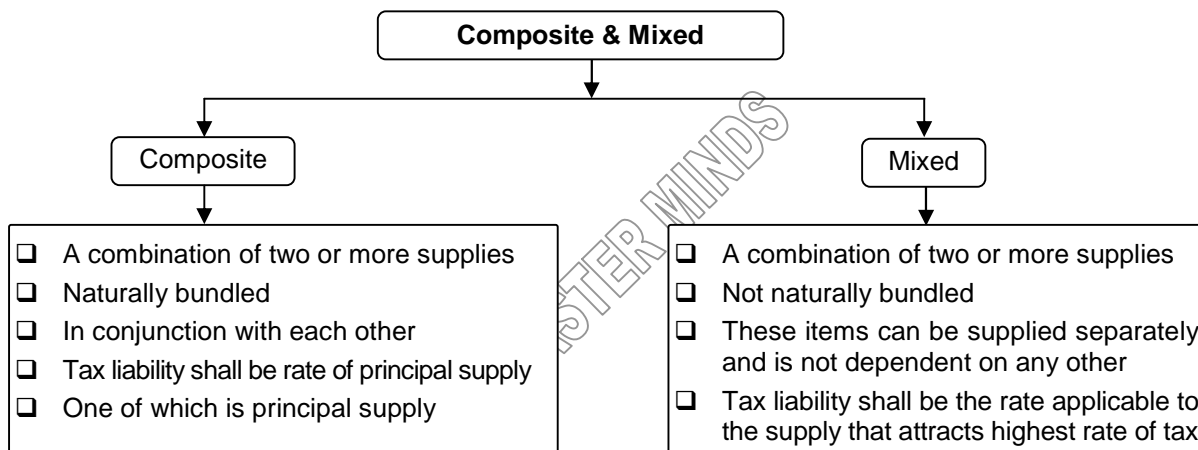 Composite & Mixed
Composite
Mixed
❑ A combination of two or more supplies
❑ Naturally bundled
❑ In conjunction with each other
❑ Tax liability shall be rate of principal supply
❑ One of which is principal supply
❑ A combination of two or more supplies
❑ Not naturally bundled
❑ These items can be supplied separately
and is not dependent on any other
❑ Tax liability shall be the rate applicable to
the supply that attracts highest rate of tax
STER MINDS